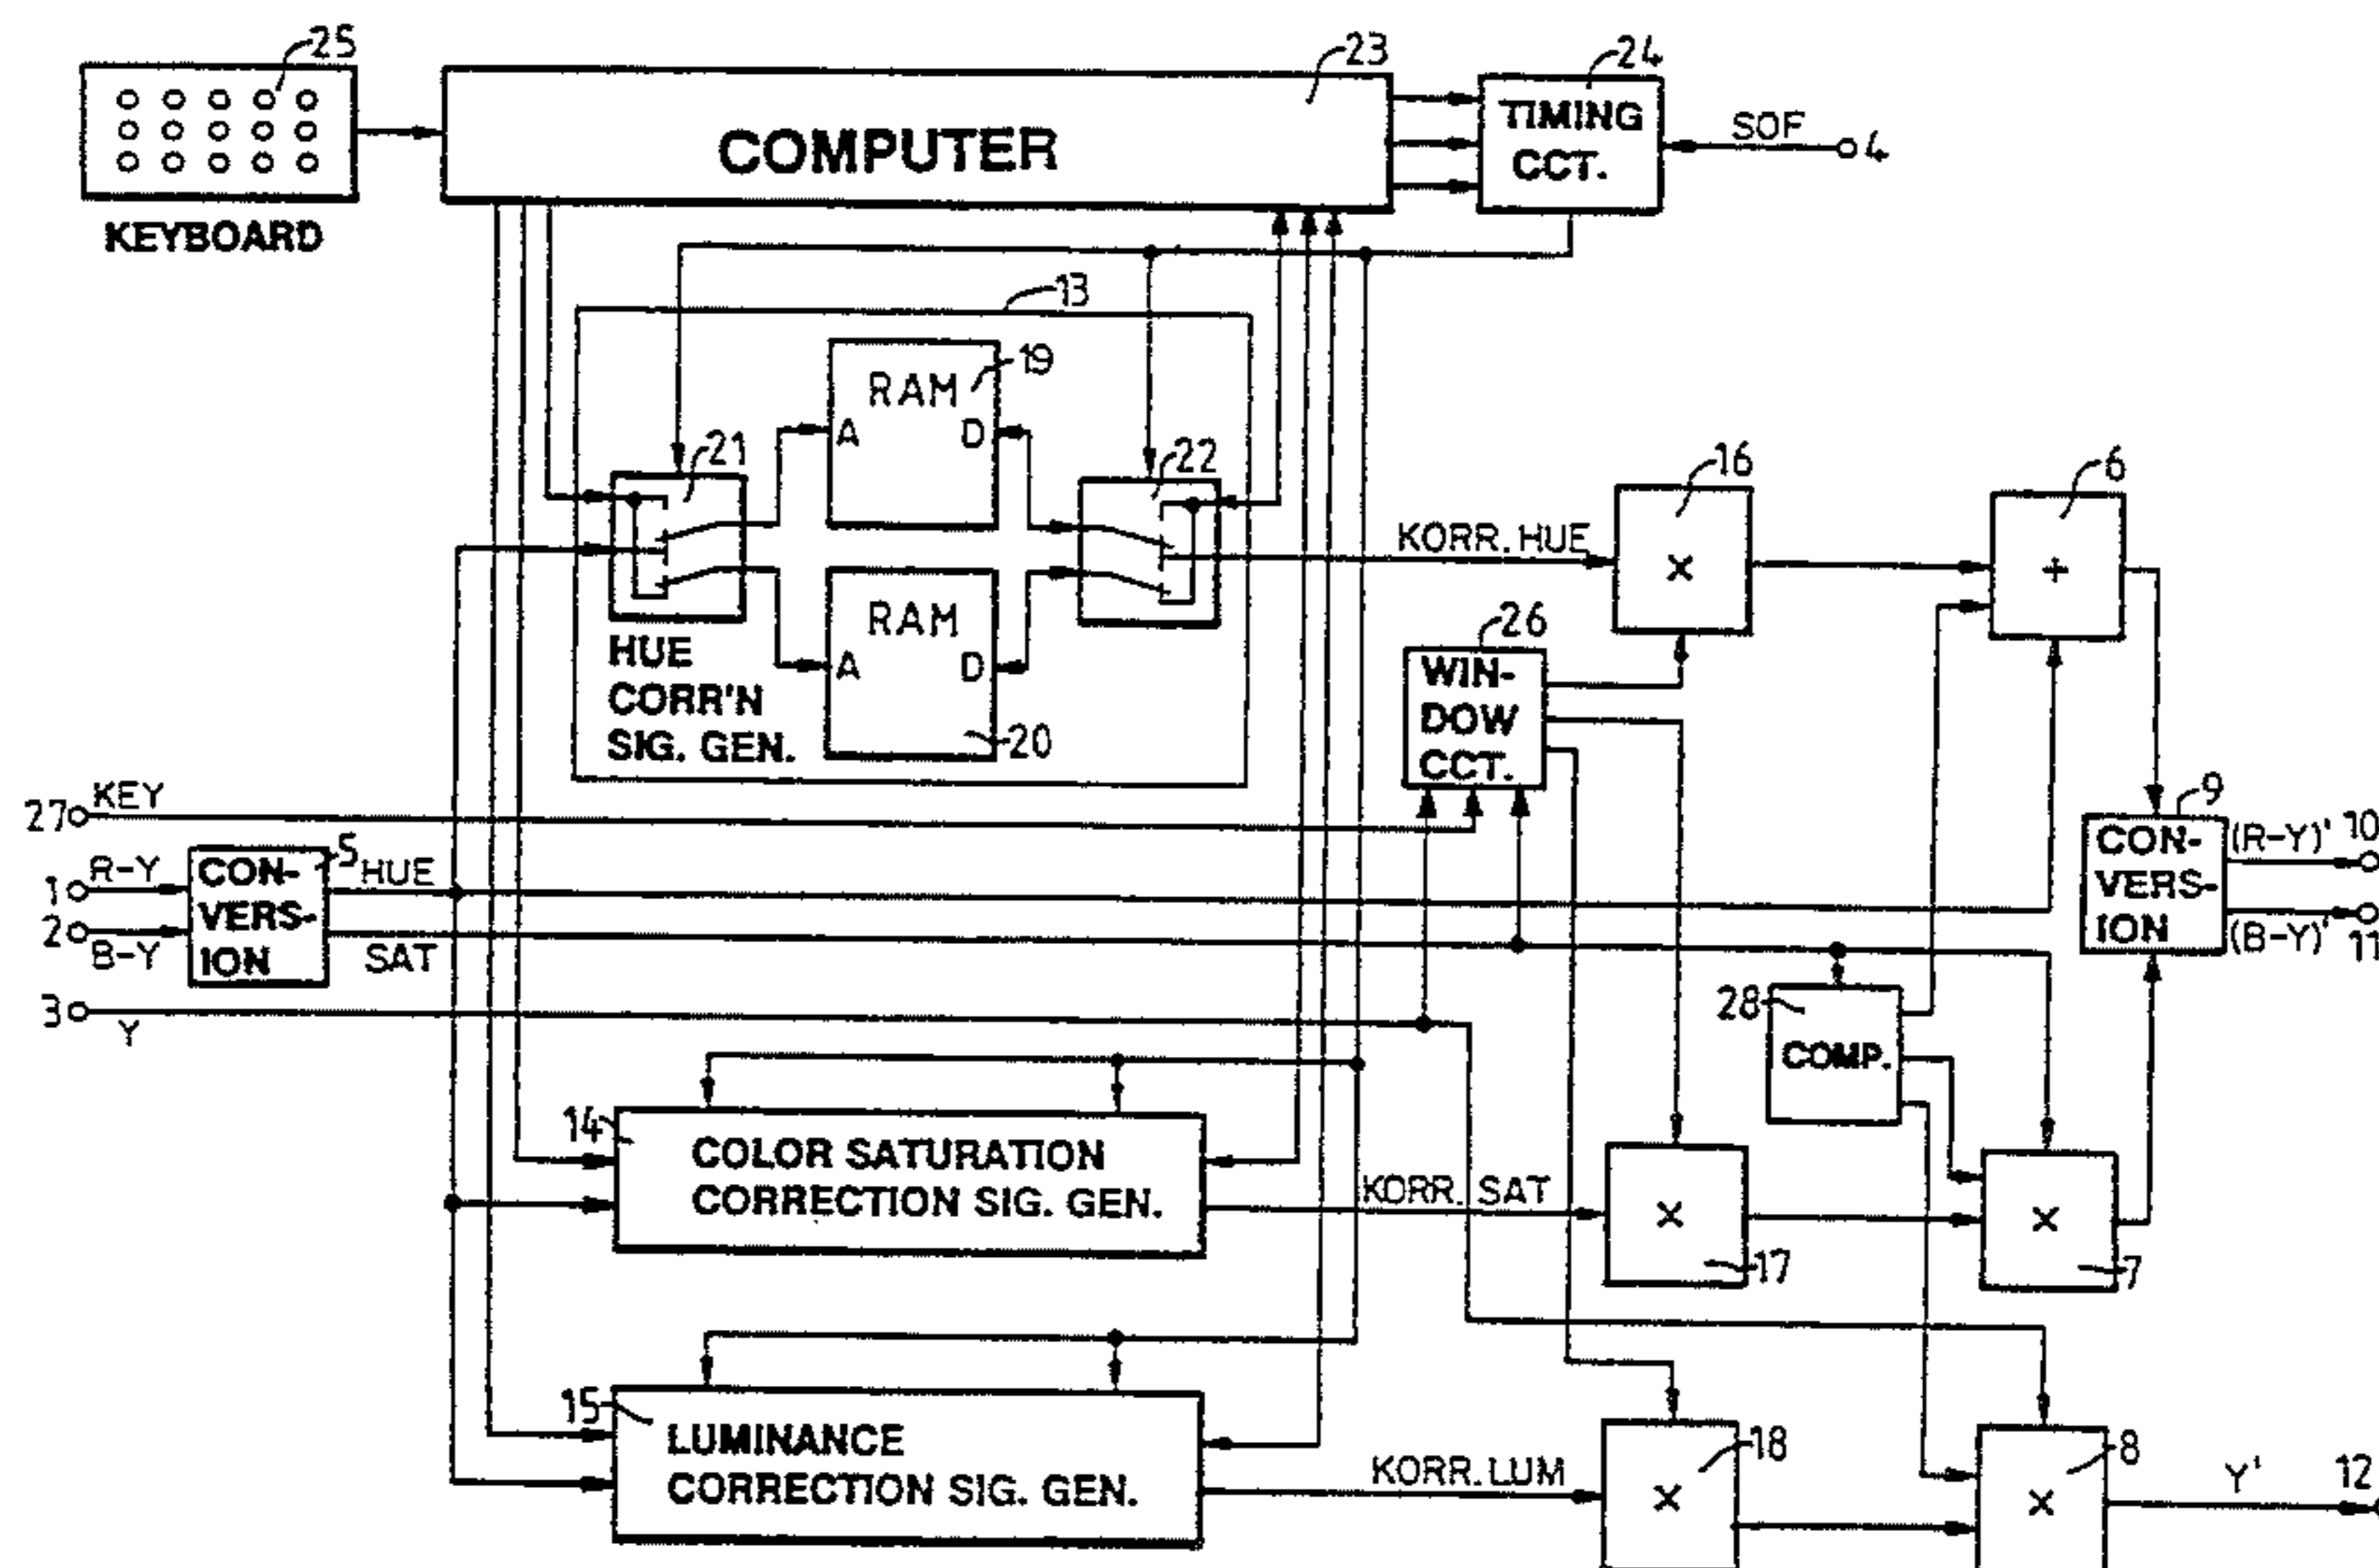 25
23
24
COMPUTER
TIMING
CCT.
SOF
4
KEYBOARD
13
RAM
19
A
D
21
22
16
6
KORR. HUE
X
+
RAM
A
D
20
HUE
CORR'N
SIG. GEN.
26
WIN-
DOW
CCT.
27
KEY
1
R-Y
2
B-Y
5
CON-
VERS-
ION
HUE
SAT
3
Y
9
CON-
VERS-
ION
(R-Y)'
10
(B-Y)'
11
28
COMP.
14
COLOR SATURATION
CORRECTION SIG. GEN.
KORR. SAT
X
17
X
7
15
LUMINANCE
CORRECTION SIG. GEN.
KORR. LUM
X
18
X
8
Y'
12